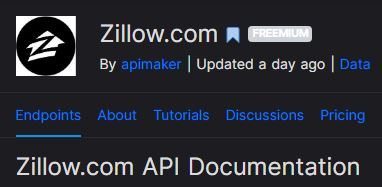 Zillow.com FREEMIUM
By apimaker | Updated a day ago | Data
Endpoints About Tutorials Discussions Pricing
Zillow.com API Documentation